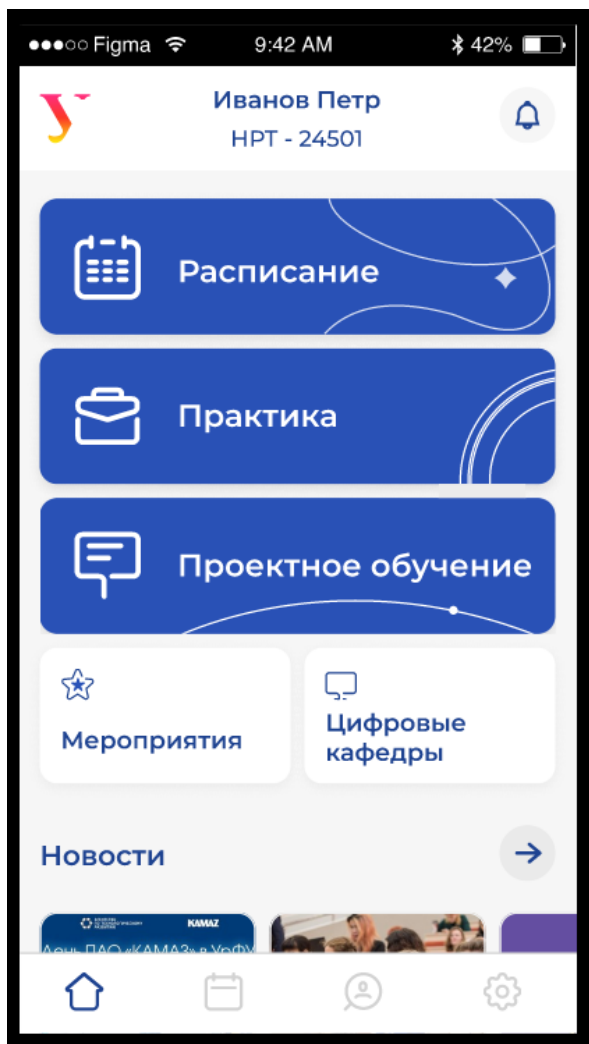 Figma 9:42 AM 42%
Иванов Петр
НРТ - 24501
Расписание
Практика
Проектное обучение
Мероприятия
Цифровые
кафедры
Новости
КАМАZ
День ПАО «КАМАЗ» в УрФУ